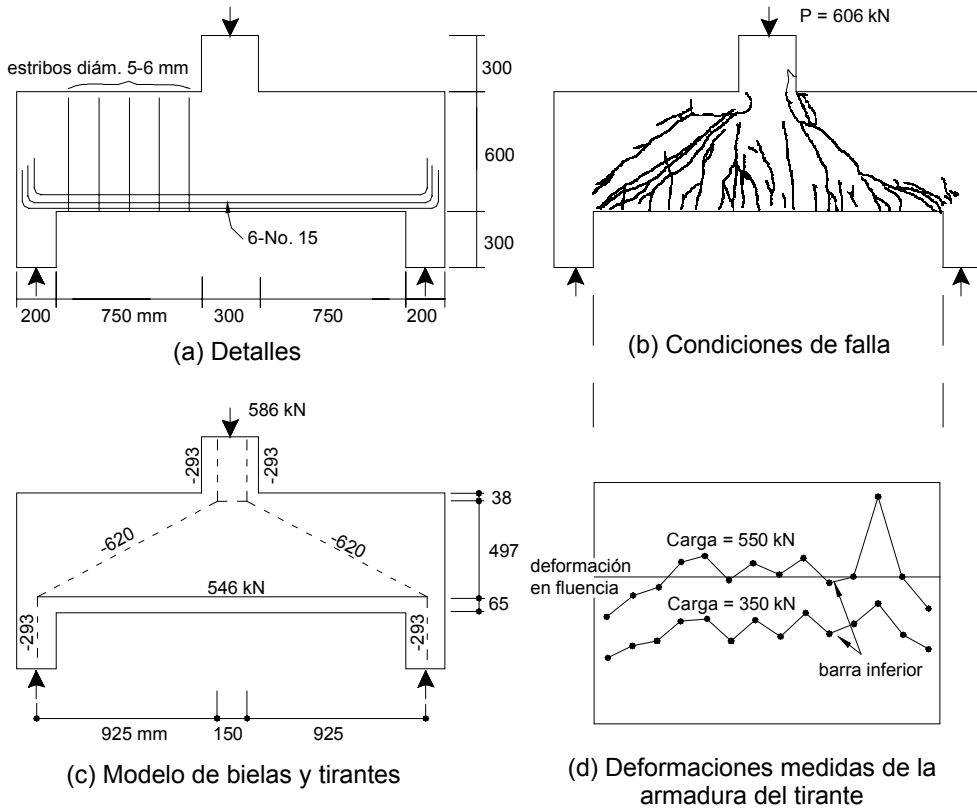 estribos diám. 5-6 mm
300
600
300
6-No. 15
200
750 mm
300
750
200
(a) Detalles
P = 606 kN
(b) Condiciones de falla
586 kN
-293
-293
-620
-620
546 kN
-293
-293
38
497
65
925 mm
150
925
(c) Modelo de bielas y tirantes
Carga = 550 kN
deformación
en fluencia
Carga = 350 kN
barra inferior
(d) Deformaciones medidas de la
armadura del tirante